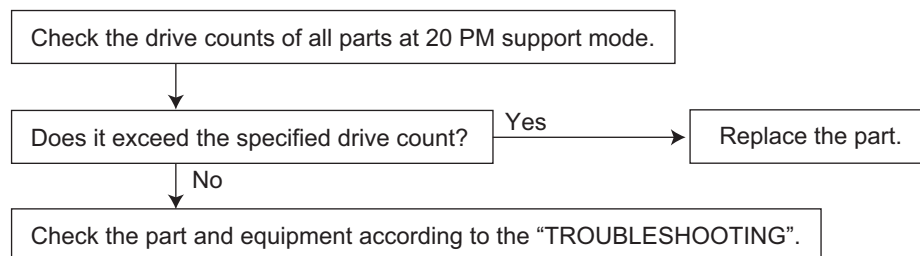 Check the drive counts of all parts at 20 PM support mode.
Does it exceed the specified drive count?
Yes
Replace the part.
No
Check the part and equipment according to the “TROUBLESHOOTING”.